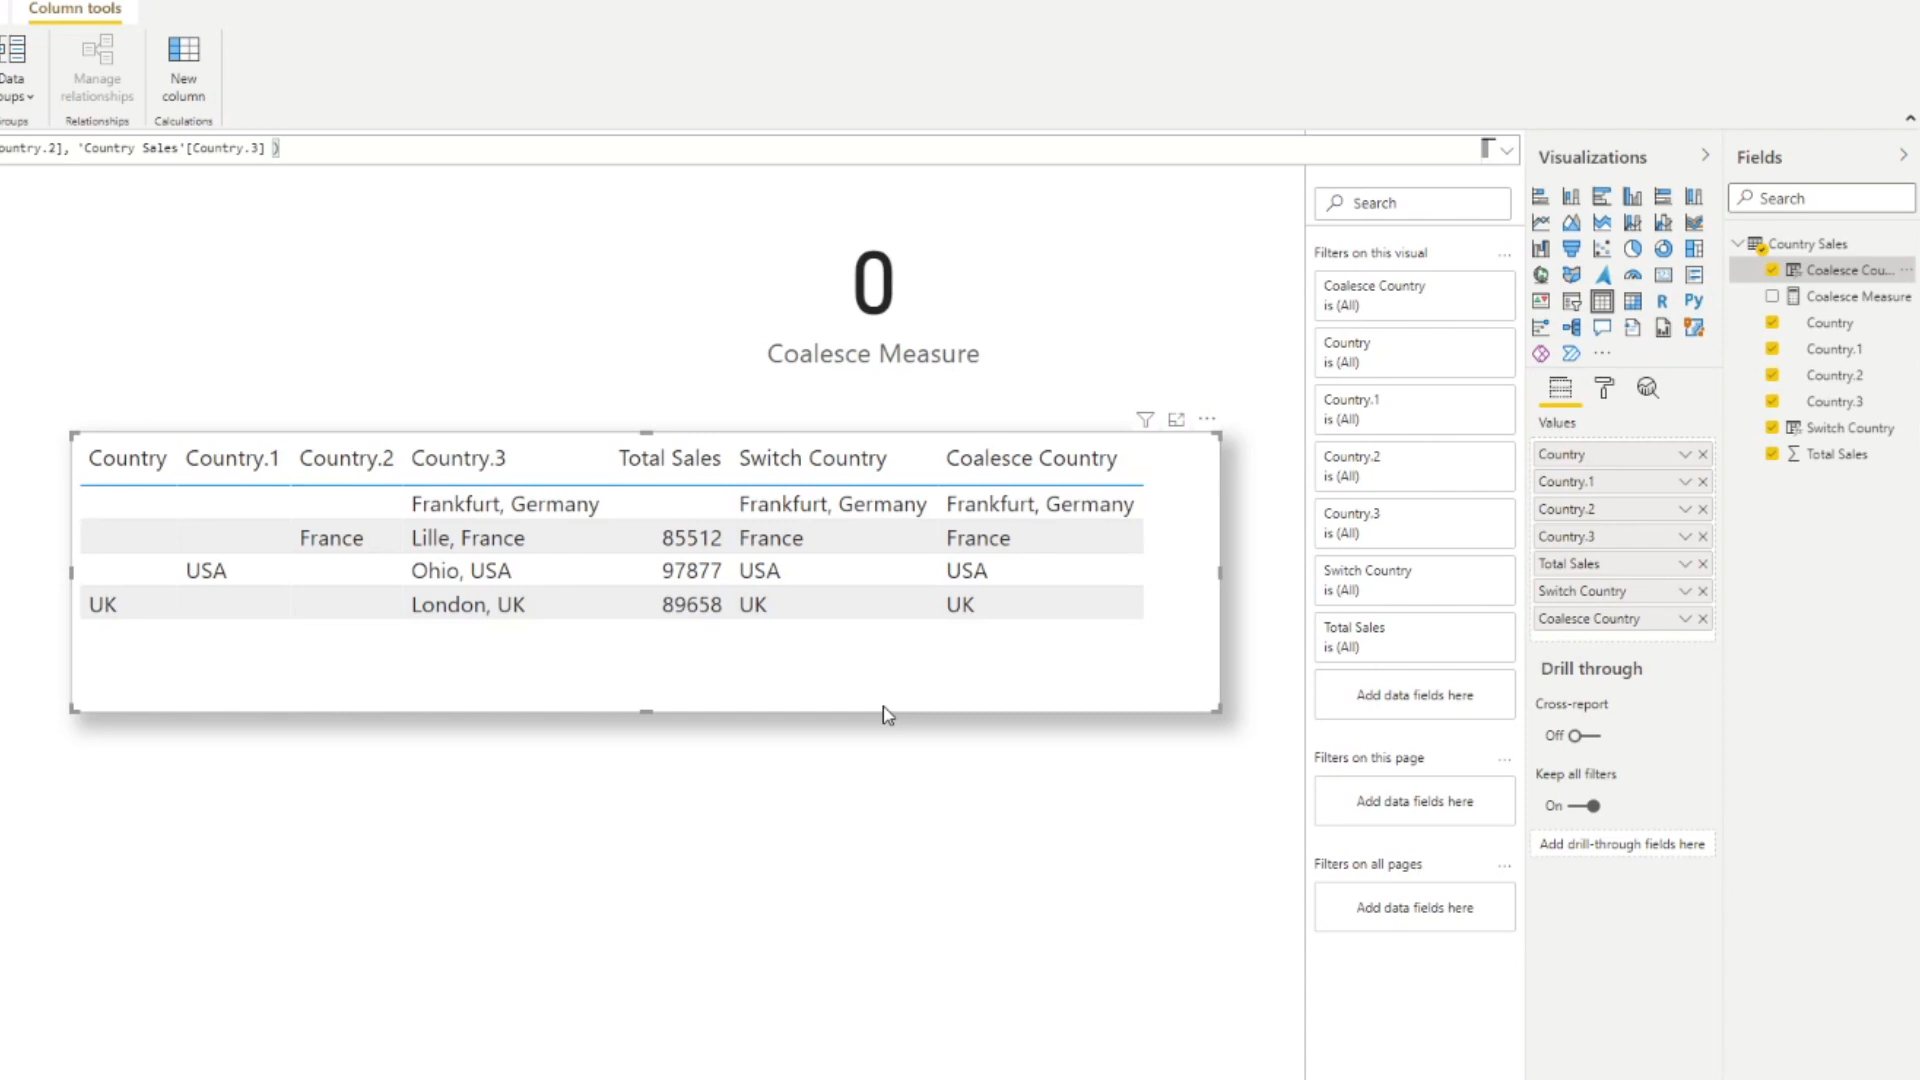 Column tools
Data
oups
Manage
relationships
New
column
roups
Relationships
Calculations
ountry.2], 'Country Sales'[Country.3] )
0
Coalesce Measure
Country Country.1 Country.2 Country.3 Total Sales Switch Country Coalesce Country
Frankfurt, Germany Frankfurt, Germany Frankfurt, Germany
France Lille, France 85512 France France
USA Ohio, USA 97877 USA USA
UK London, UK 89658 UK UK
Search
Filters on this visual
Coalesce Country
is (All)
Country
is (All)
Country.1
is (All)
Country.2
is (All)
Country.3
is (All)
Switch Country
is (All)
Total Sales
is (All)
Add data fields here
Filters on this page
Add data fields here
Filters on all pages
Add data fields here
Visualizations
R
Py
Values
Country
Country.1
Country.2
Country.3
Total Sales
Switch Country
Coalesce Country
Drill through
Cross-report
Off
Keep all filters
On
Add drill-through fields here
Fields
Search
Country Sales
Coalesce Cou...
Coalesce Measure
Country
Country.1
Country.2
Country.3
Switch Country
Total Sales